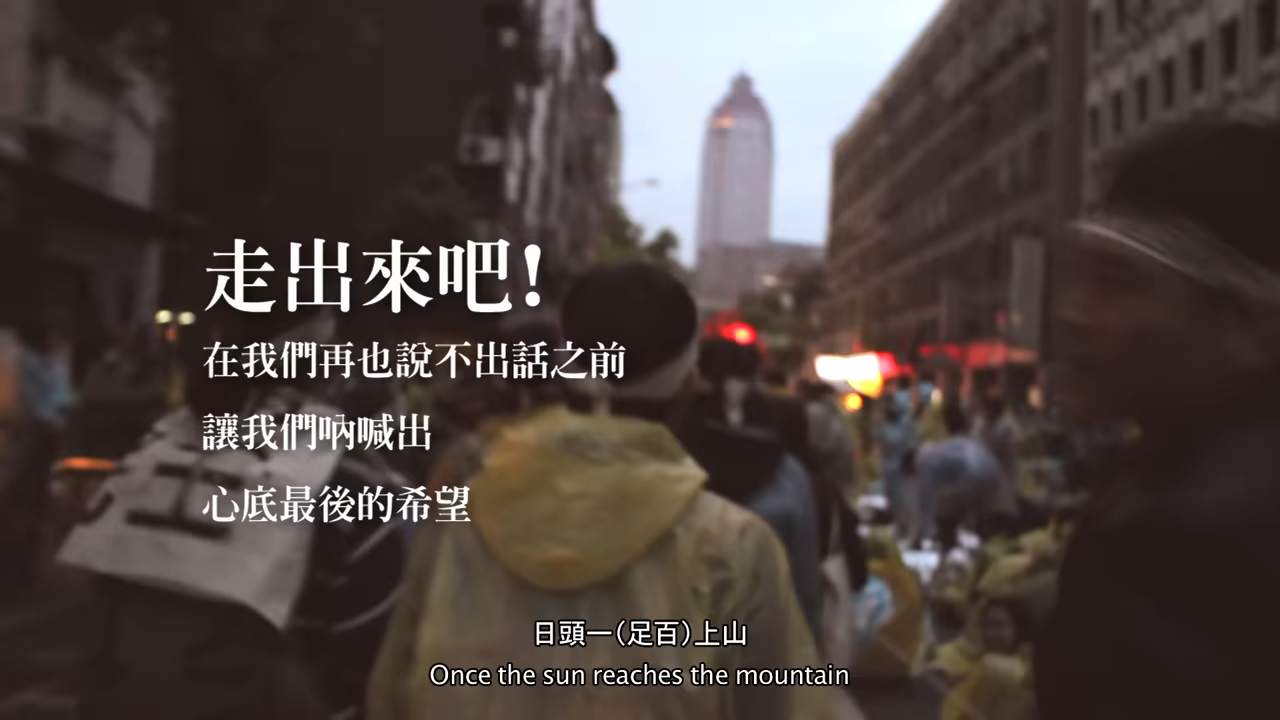 走出來吧!
在我們再也說不出話之前
讓我們吶喊出
心底最後的希望
日頭一(足百)上山
Once the sun reaches the mountain